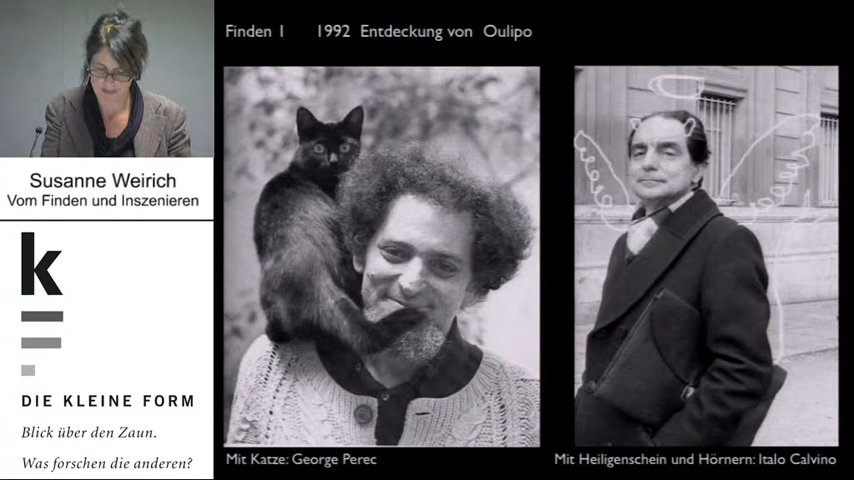 Susanne Weirich
Vom Finden und Inszenieren
k
DIE KLEINE FORM
Blick über den Zaun.
Was forschen die anderen?
Finden 1 1992 Entdeckung von Oulipo
Mit Katze: George Perec
Mit Heiligenschein und Hörnern: Italo Calvino